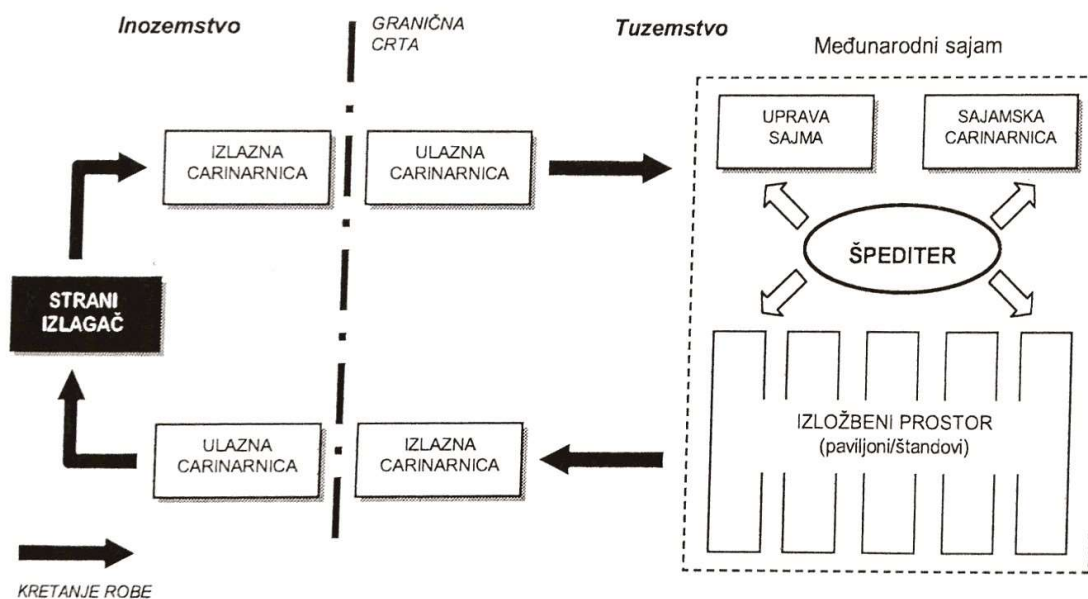 Inozemstvo
GRANIČNA
CRTA
Tuzemstvo
Međunarodni sajam
IZLAZNA
CARINARNICA
ULAZNA
CARINARNICA
UPRAVA
SAJMA
SAJAMSKA
CARINARNICA
ŠPEDITER
STRANI
IZLAGAČ
ULAZNA
CARINARNICA
IZLAZNA
CARINARNICA
IZLOŽBENI PROSTOR
(paviljoni/štandovi)
KRETANJE ROBE